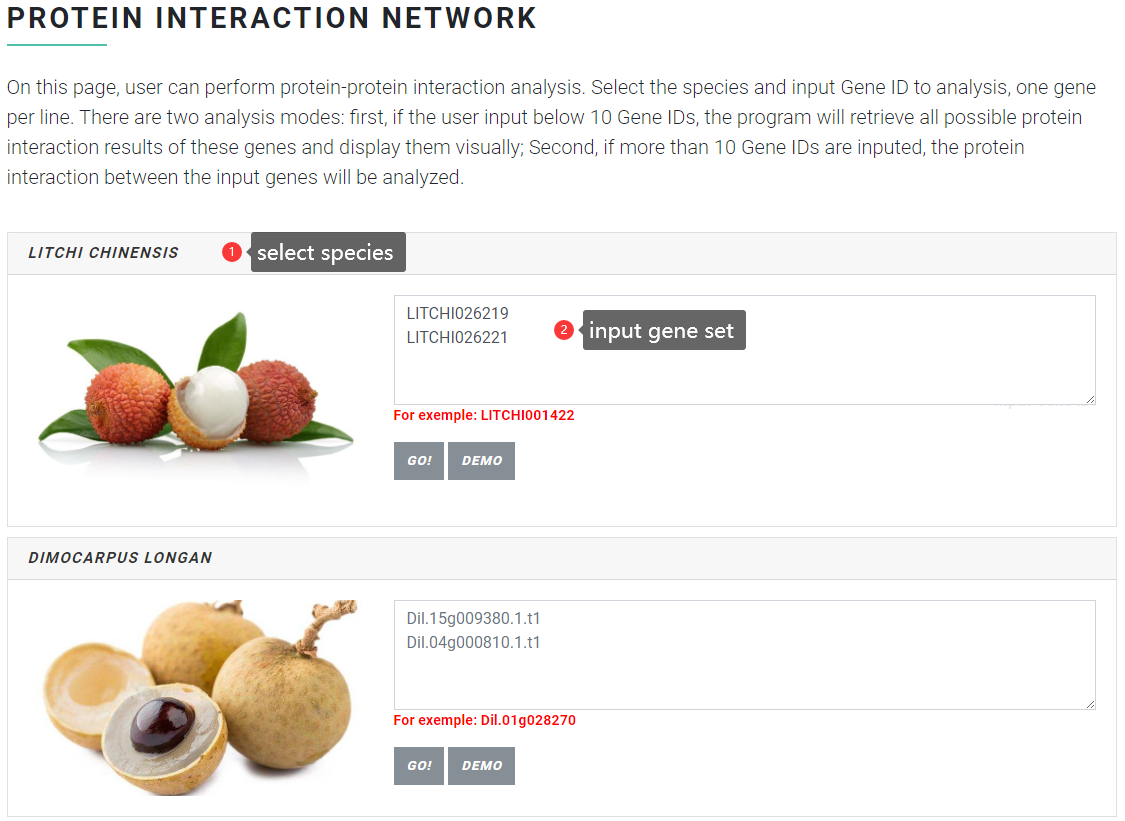 PROTEIN INTERACTION NETWORK
On this page, user can perform protein-protein interaction analysis. Select the species and input Gene ID to analysis, one gene
per line. There are two analysis modes: first, if the user input below 10 Gene IDs, the program will retrieve all possible protein
interaction results of these genes and display them visually; Second, if more than 10 Gene IDs are inputed, the protein
interaction between the input genes will be analyzed.
LITCHI CHINENSIS
1 select species
LITCHI026219
LITCHI026221
2 input gene set
For exemple: LITCHI001422
GO! DEMO
DIMOCARPUS LONGAN
Dil.15g009380.1.t1
Dil.04g000810.1.t1
For exemple: Dil.01g028270
GO! DEMO